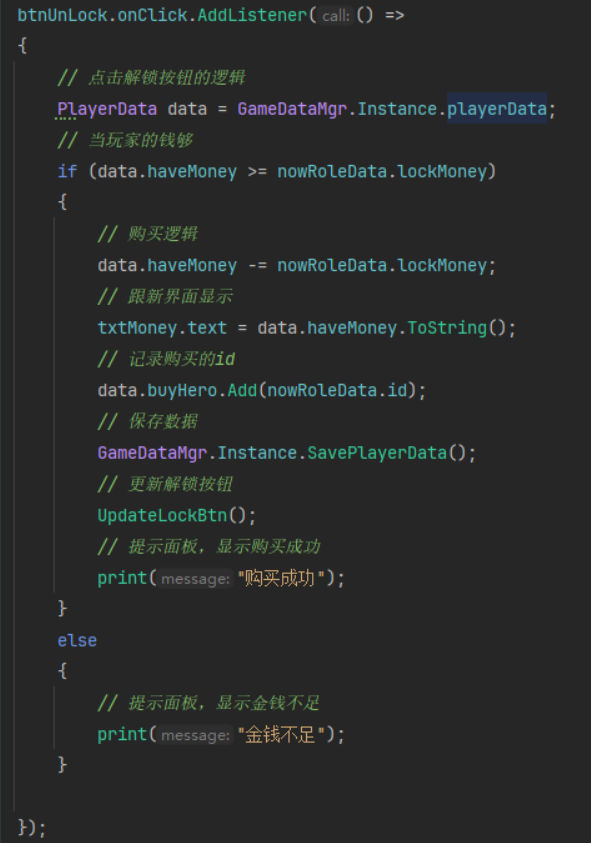 btnUnLock.onClick.AddListener( call: () =>
{
// 点击解锁按钮的逻辑
PlayerData data = GameDataMgr.Instance.playerData;
// 当玩家的钱够
if (data.haveMoney >= nowRoleData.lockMoney)
{
// 购买逻辑
data.haveMoney -= nowRoleData.lockMoney;
// 跟新界面显示
txtMoney.text = data.haveMoney.ToString();
// 记录购买的id
data.buyHero.Add(nowRoleData.id);
// 保存数据
GameDataMgr.Instance.SavePlayerData();
// 更新解锁按钮
UpdateLockBtn();
// 提示面板，显示购买成功
print( message: "购买成功");
}
else
{
// 提示面板，显示金钱不足
print( message: "金钱不足");
}
});